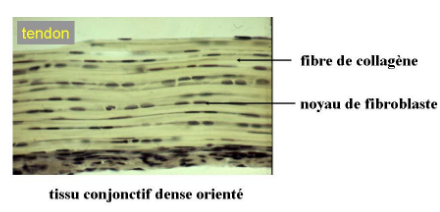 tendon
fibre de collagène
noyau de fibroblaste
tissu conjonctif dense orienté